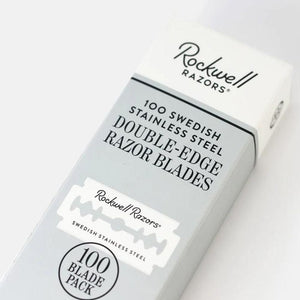 Rockwell
RAZORS®
100 SWEDISH
STAINLESS STEEL
DOUBLE-EDGE
RAZOR BLADES
Rockwell Razors®
SWEDISH STAINLESS STEEL
100
BLADE
PACK